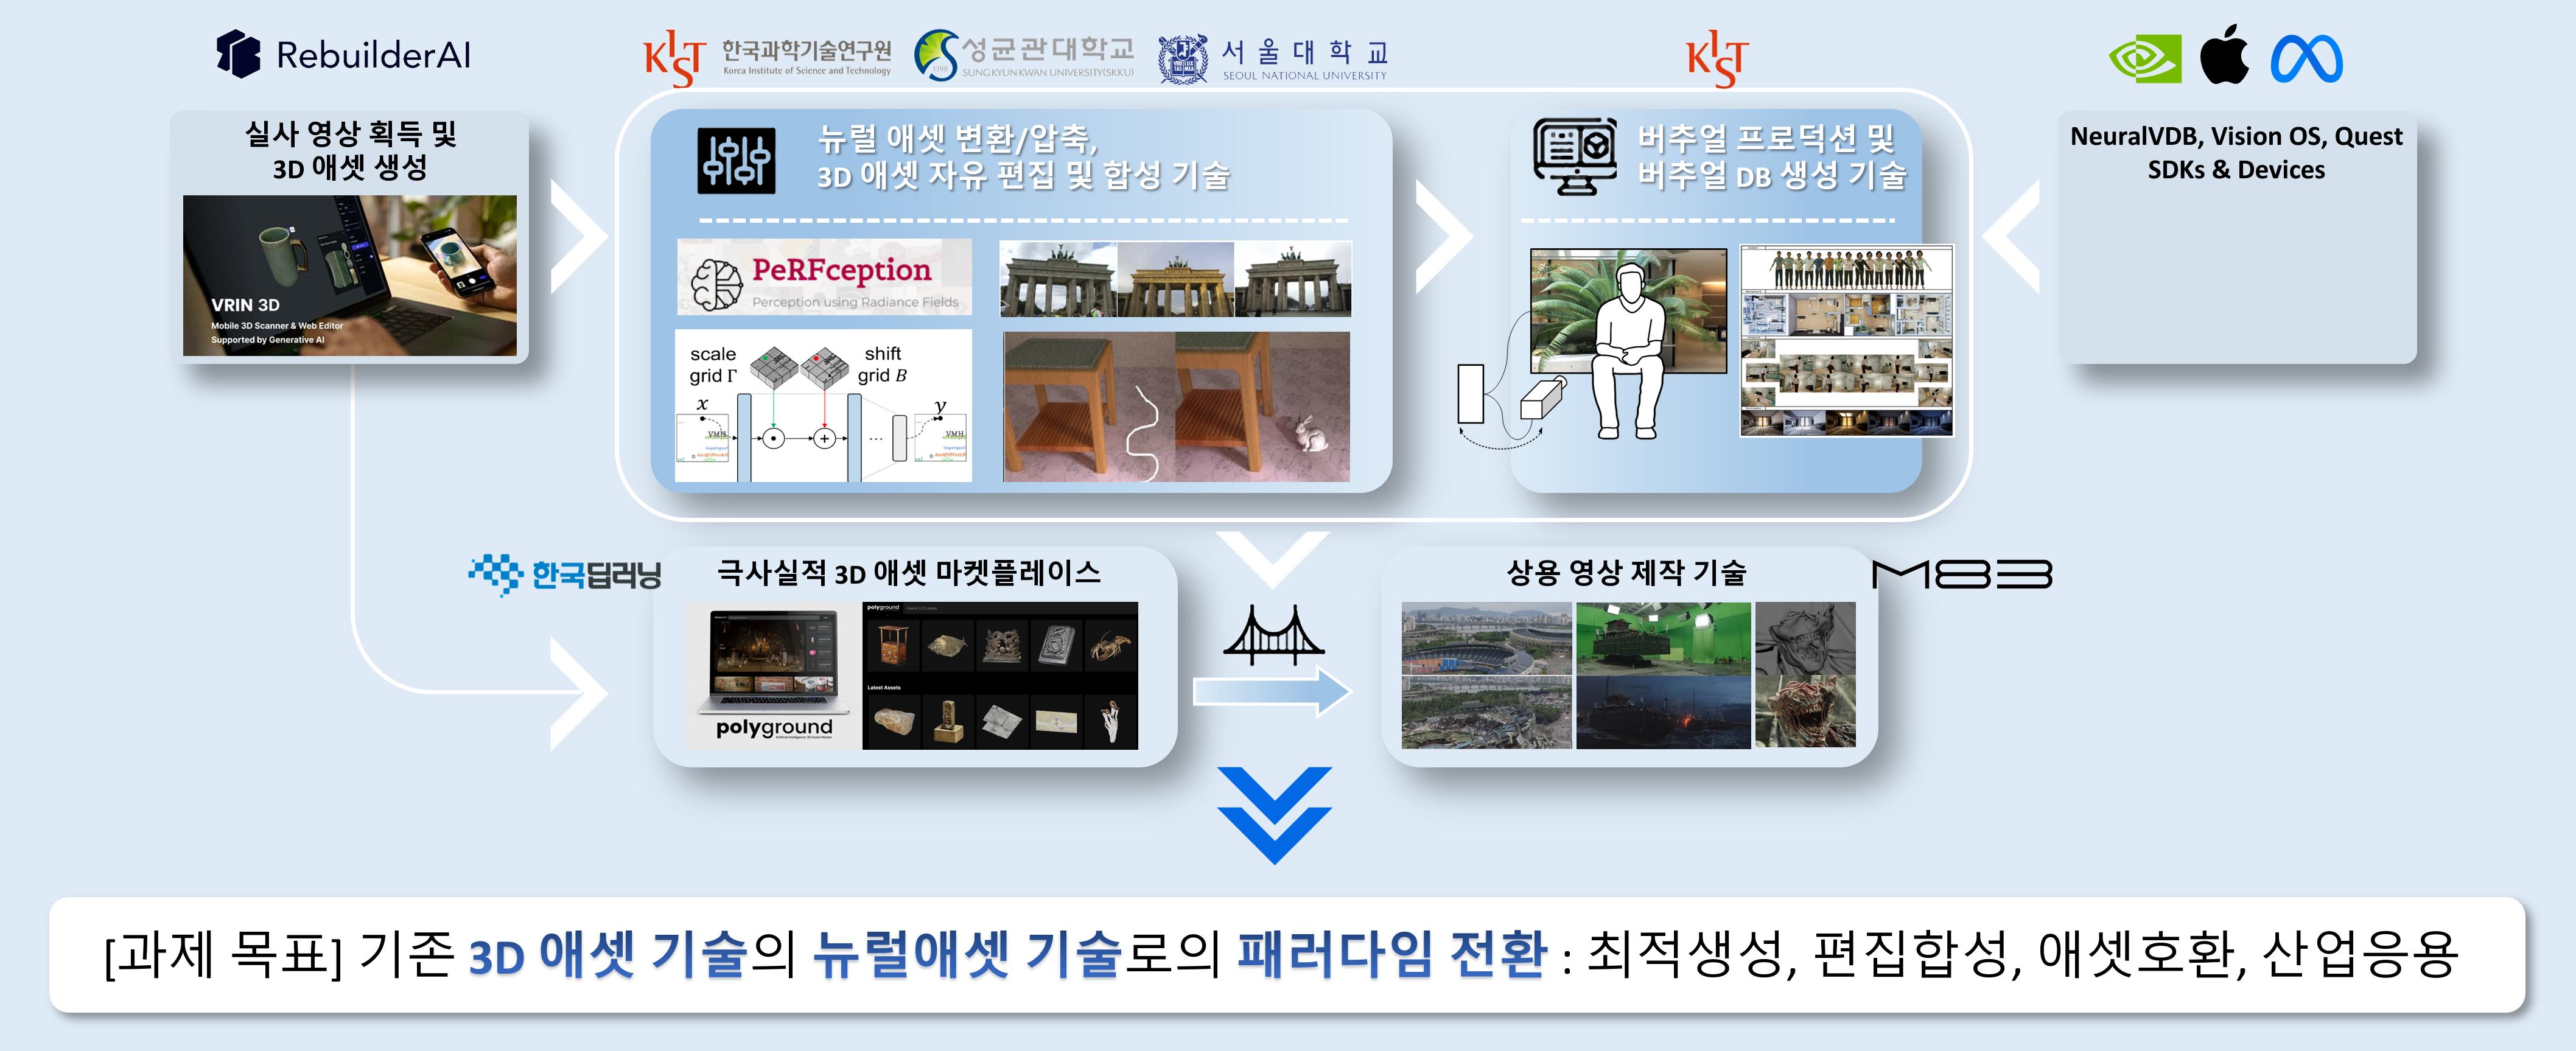 RebuilderAI
KIST 한국과학기술연구원
Korea Institute of Science and Technology
성균관대학교
SUNG KYUN KWAN UNIVERSITY(SKKU)
1398
서울대학교
SEOUL NATIONAL UNIVERSITY
KIST
실사 영상 획득 및
3D 애셋 생성
VRIN 3D
Mobile 3D Scanner & Web Editor
Supported by Generative AI
뉴럴 애셋 변환/압축,
3D 애셋 자유 편집 및 합성 기술
PeRFception
Perception using Radiance Fields
scale
grid Γ
shift
grid B
x
y
VMH
VMH
...
버추얼 프로덕션 및
버추얼 DB 생성 기술
NeuralVDB, Vision OS, Quest
SDKs & Devices
한국딥러닝
극사실적 3D 애셋 마켓플레이스
polyground
polyground
Latest Assets
상용 영상 제작 기술
M83
[과제 목표] 기존 3D 애셋 기술의 뉴럴애셋 기술로의 패러다임 전환 : 최적생성, 편집합성, 애셋호환, 산업응용